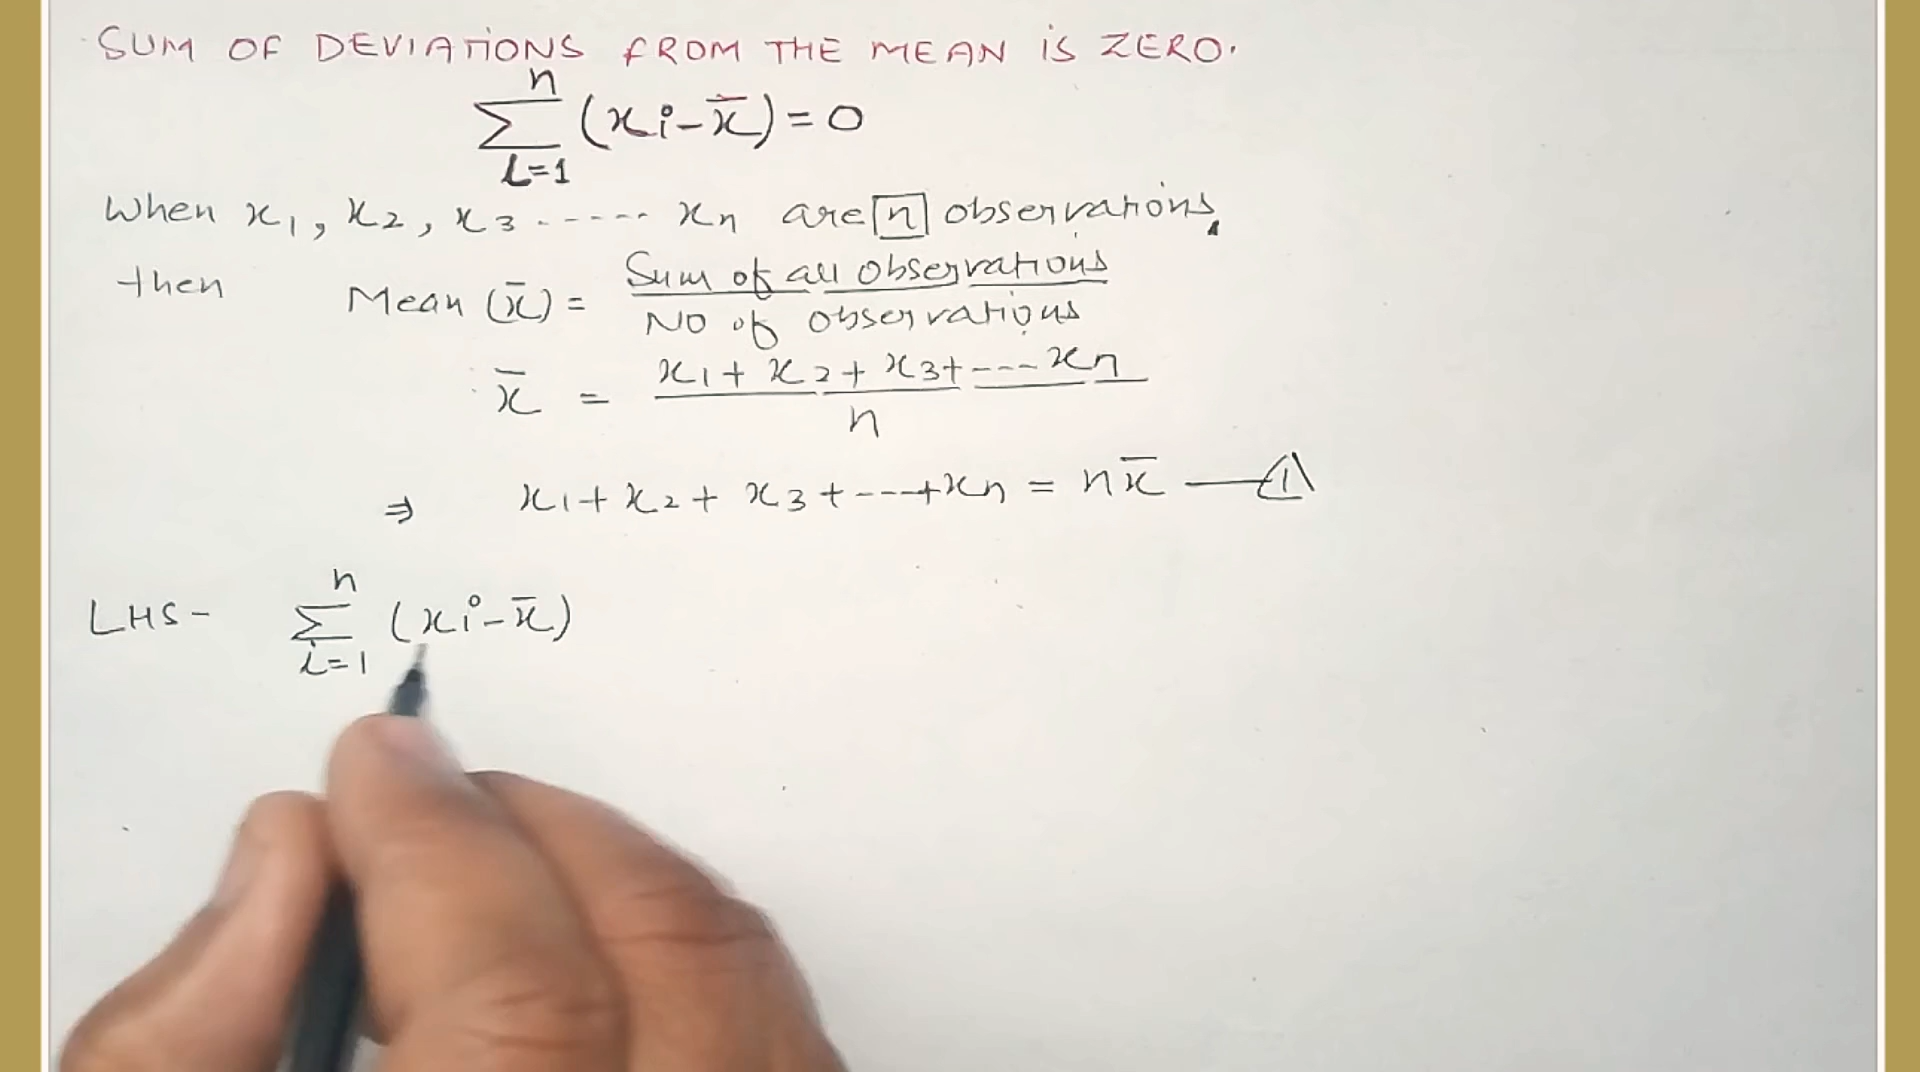 SUM OF DEVIATIONS FROM THE MEAN IS ZERO.
n
∑ (xi-x̄)=0
i=1
When x1, x2, x3 ------ xn are n observations,
then Mean (x̄) = Sum of all observations
No of observations
x̄ = x1+ x2+ x3+---- xn
n
⇒ x1+x2+ x3+----+xn = nx̄ — 1
n
LHS- ∑ (xi-x̄)
i=1